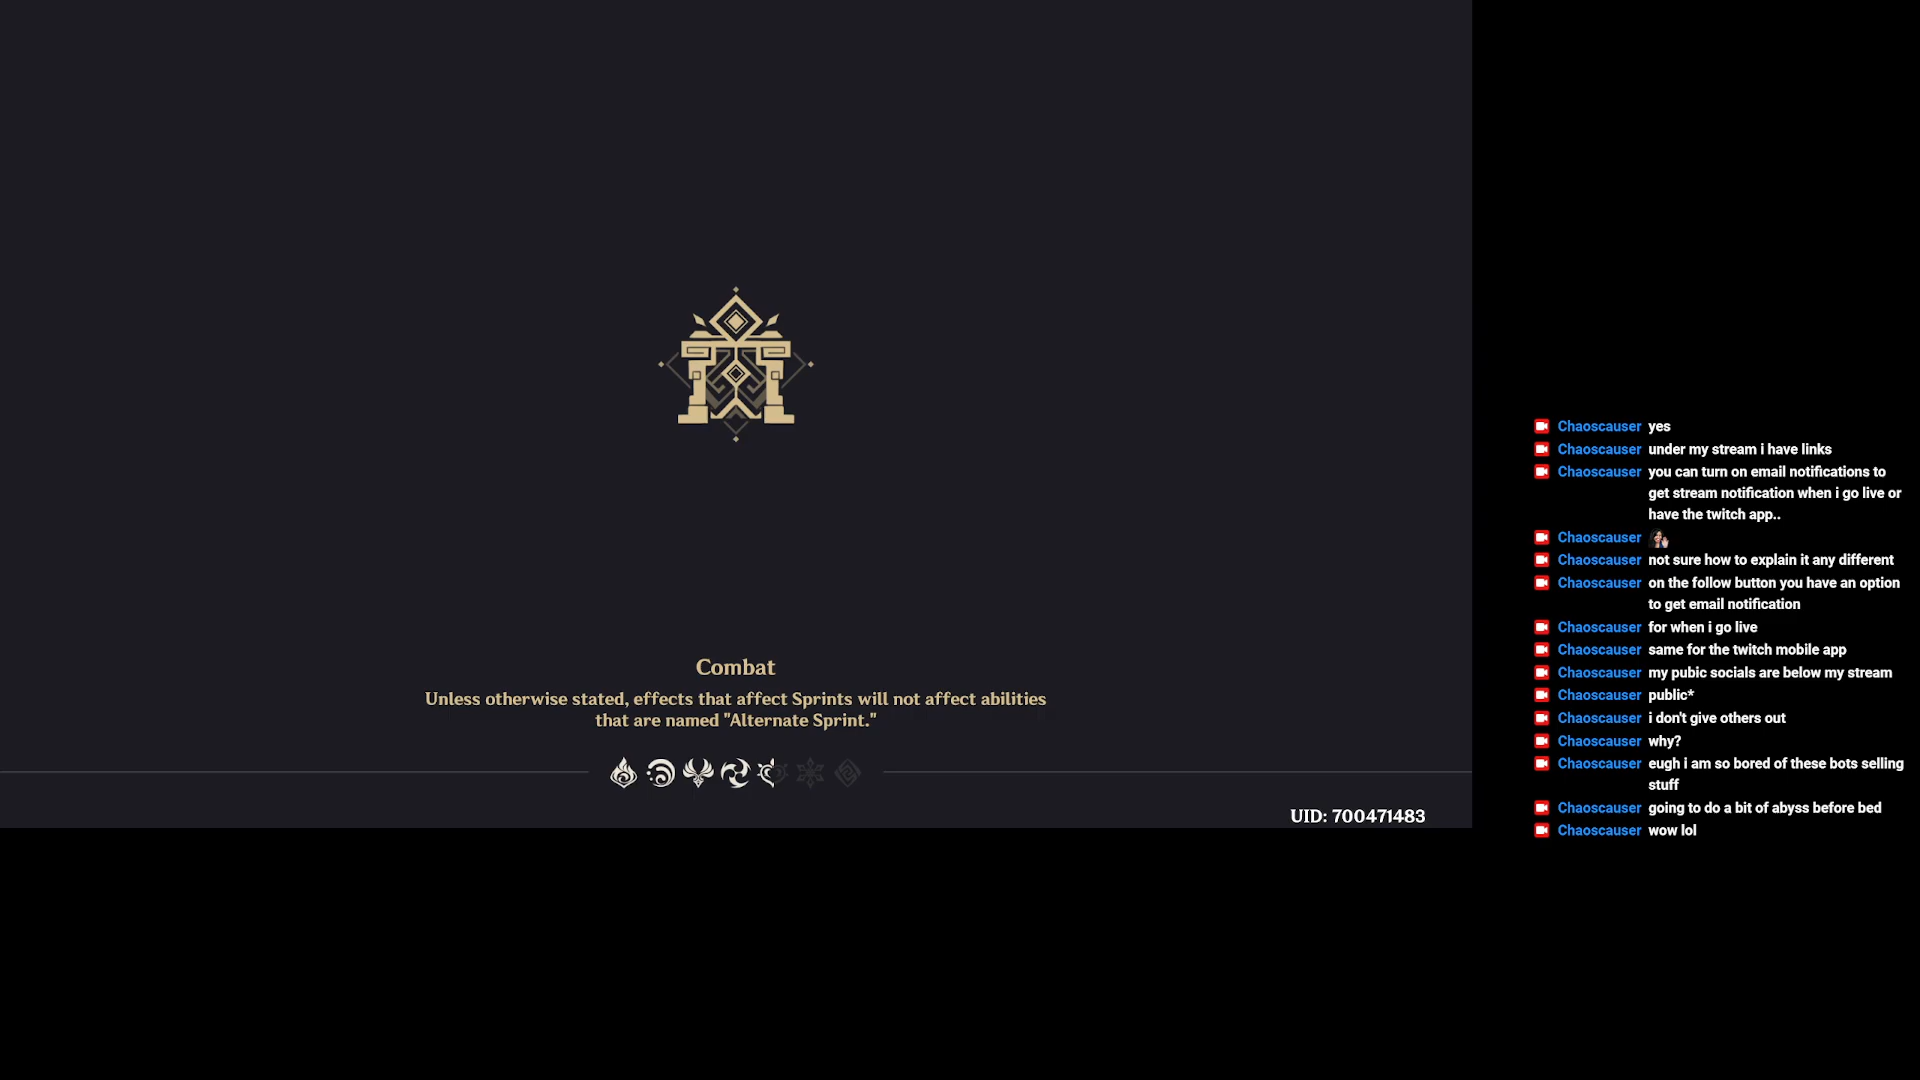 Combat
Unless otherwise stated, effects that affect Sprints will not affect abilities
that are named "Alternate Sprint."
UID: 700471483
Chaoscauser yes
Chaoscauser under my stream i have links
Chaoscauser you can turn on email notifications to
get stream notification when i go live or
have the twitch app..
Chaoscauser
Chaoscauser not sure how to explain it any different
Chaoscauser on the follow button you have an option
to get email notification
Chaoscauser for when i go live
Chaoscauser same for the twitch mobile app
Chaoscauser my pubic socials are below my stream
Chaoscauser public*
Chaoscauser i don't give others out
Chaoscauser why?
Chaoscauser eugh i am so bored of these bots selling
stuff
Chaoscauser going to do a bit of abyss before bed
Chaoscauser wow lol